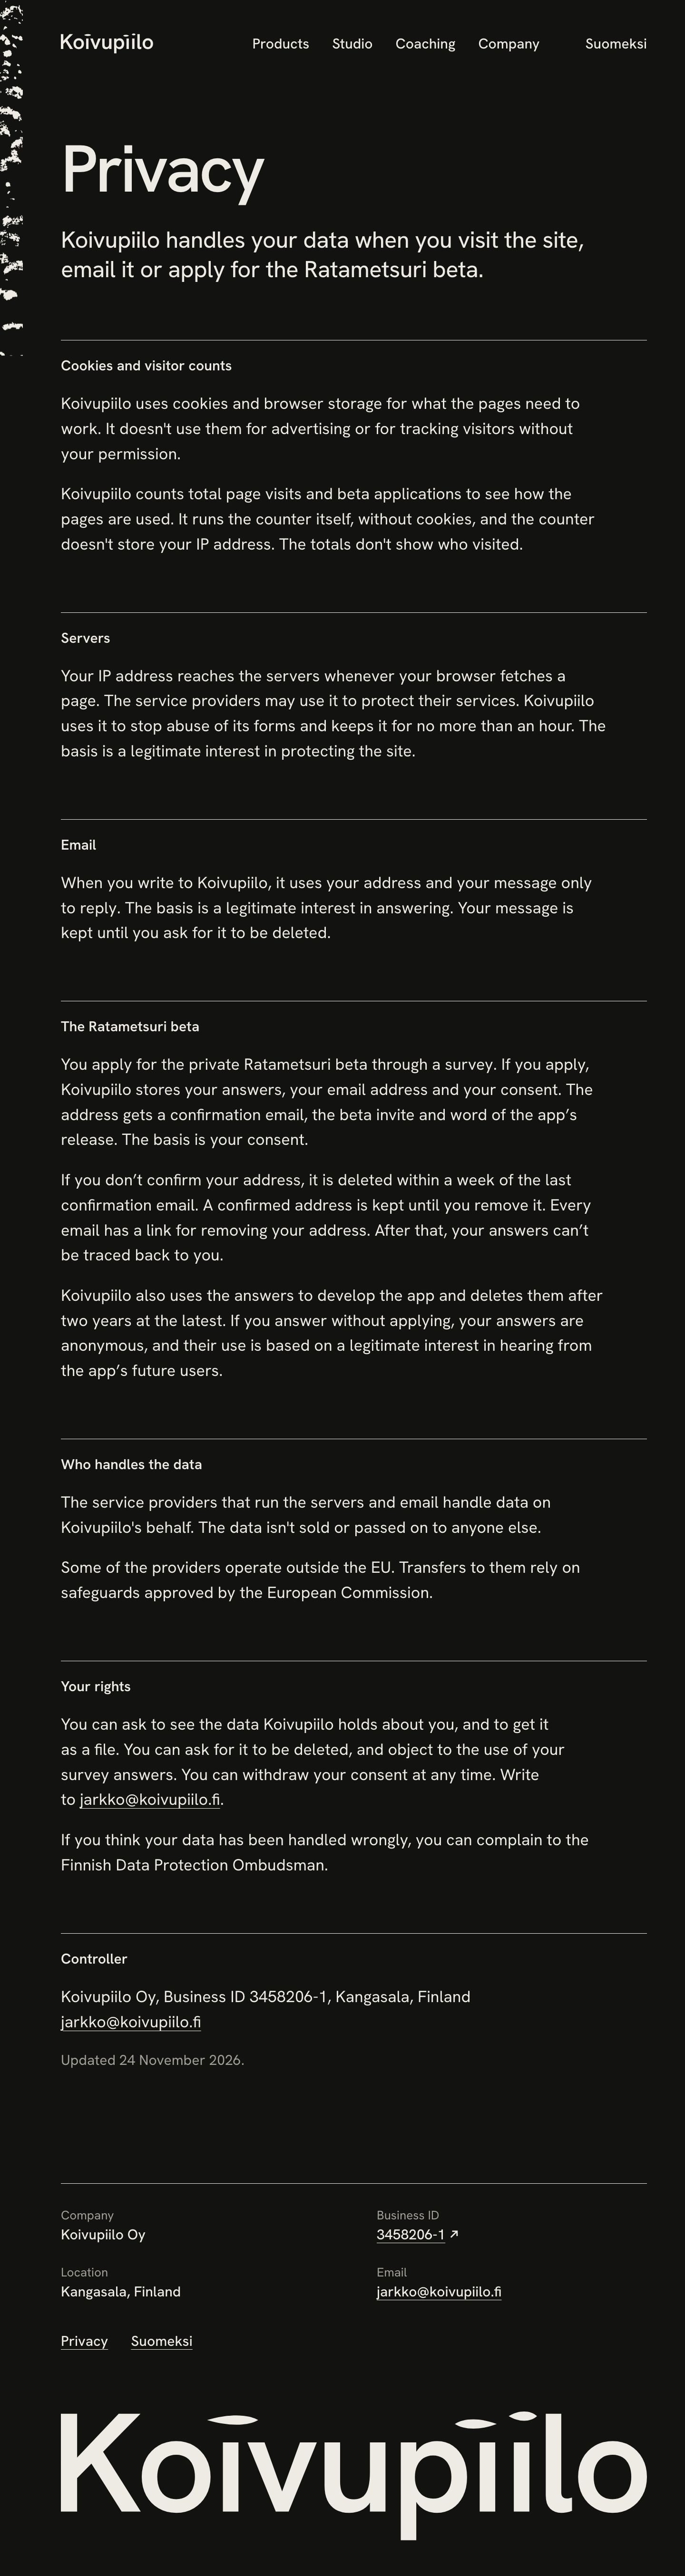 Koivupiilo
Products Studio Coaching Company Suomeksi
Privacy
Koivupiilo handles your data when you visit the site,
email it or apply for the Ratametsuri beta.
Cookies and visitor counts
Koivupiilo uses cookies and browser storage for what the pages need to
work. It doesn't use them for advertising or for tracking visitors without
your permission.
Koivupiilo counts total page visits and beta applications to see how the
pages are used. It runs the counter itself, without cookies, and the counter
doesn't store your IP address. The totals don't show who visited.
Servers
Your IP address reaches the servers whenever your browser fetches a
page. The service providers may use it to protect their services. Koivupiilo
uses it to stop abuse of its forms and keeps it for no more than an hour. The
basis is a legitimate interest in protecting the site.
Email
When you write to Koivupiilo, it uses your address and your message only
to reply. The basis is a legitimate interest in answering. Your message is
kept until you ask for it to be deleted.
The Ratametsuri beta
You apply for the private Ratametsuri beta through a survey. If you apply,
Koivupiilo stores your answers, your email address and your consent. The
address gets a confirmation email, the beta invite and word of the app’s
release. The basis is your consent.
If you don’t confirm your address, it is deleted within a week of the last
confirmation email. A confirmed address is kept until you remove it. Every
email has a link for removing your address. After that, your answers can’t
be traced back to you.
Koivupiilo also uses the answers to develop the app and deletes them after
two years at the latest. If you answer without applying, your answers are
anonymous, and their use is based on a legitimate interest in hearing from
the app’s future users.
Who handles the data
The service providers that run the servers and email handle data on
Koivupiilo's behalf. The data isn't sold or passed on to anyone else.
Some of the providers operate outside the EU. Transfers to them rely on
safeguards approved by the European Commission.
Your rights
You can ask to see the data Koivupiilo holds about you, and to get it
as a file. You can ask for it to be deleted, and object to the use of your
survey answers. You can withdraw your consent at any time. Write
to jarkko@koivupiilo.fi.
If you think your data has been handled wrongly, you can complain to the
Finnish Data Protection Ombudsman.
Controller
Koivupiilo Oy, Business ID 3458206-1, Kangasala, Finland
jarkko@koivupiilo.fi
Updated 24 November 2026.
Company
Koivupiilo Oy
Business ID
3458206-1 ↗
Location
Kangasala, Finland
Email
jarkko@koivupiilo.fi
Privacy Suomeksi
Koivupiilo